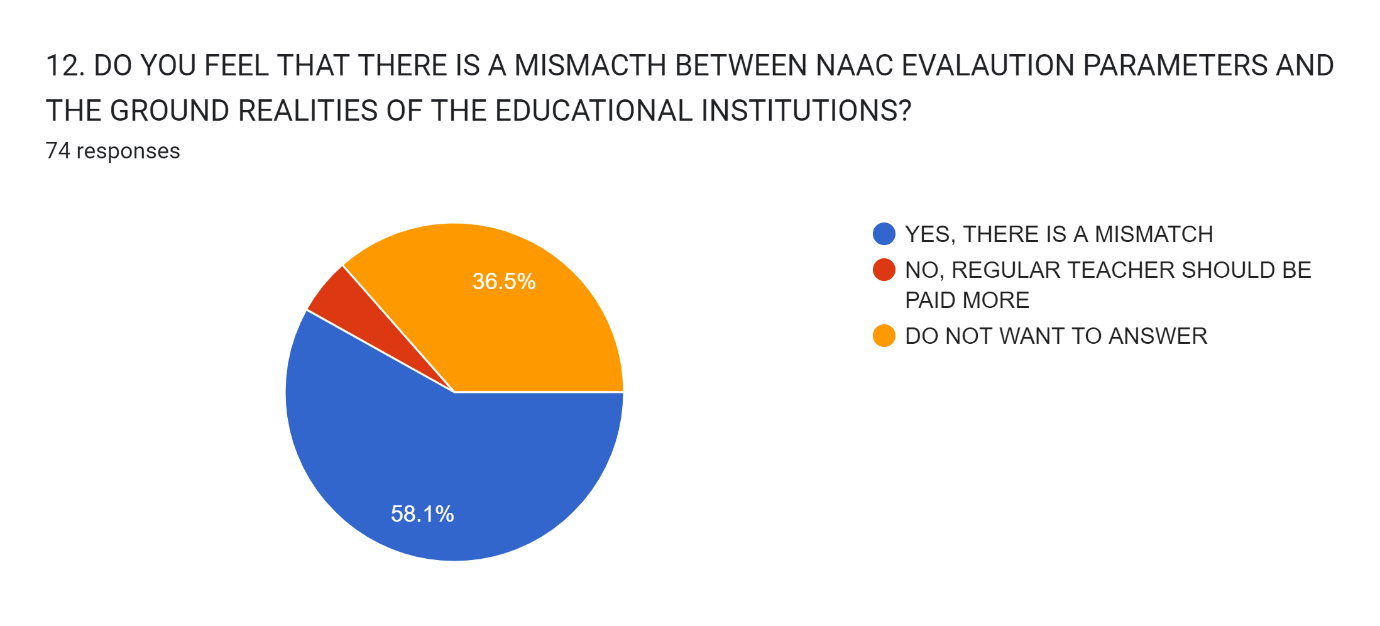 12. DO YOU FEEL THAT THERE IS A MISMACTH BETWEEN NAAC EVALAUTION PARAMETERS AND
THE GROUND REALITIES OF THE EDUCATIONAL INSTITUTIONS?
74 responses
YES, THERE IS A MISMATCH
NO, REGULAR TEACHER SHOULD BE
PAID MORE
DO NOT WANT TO ANSWER
36.5%
58.1%